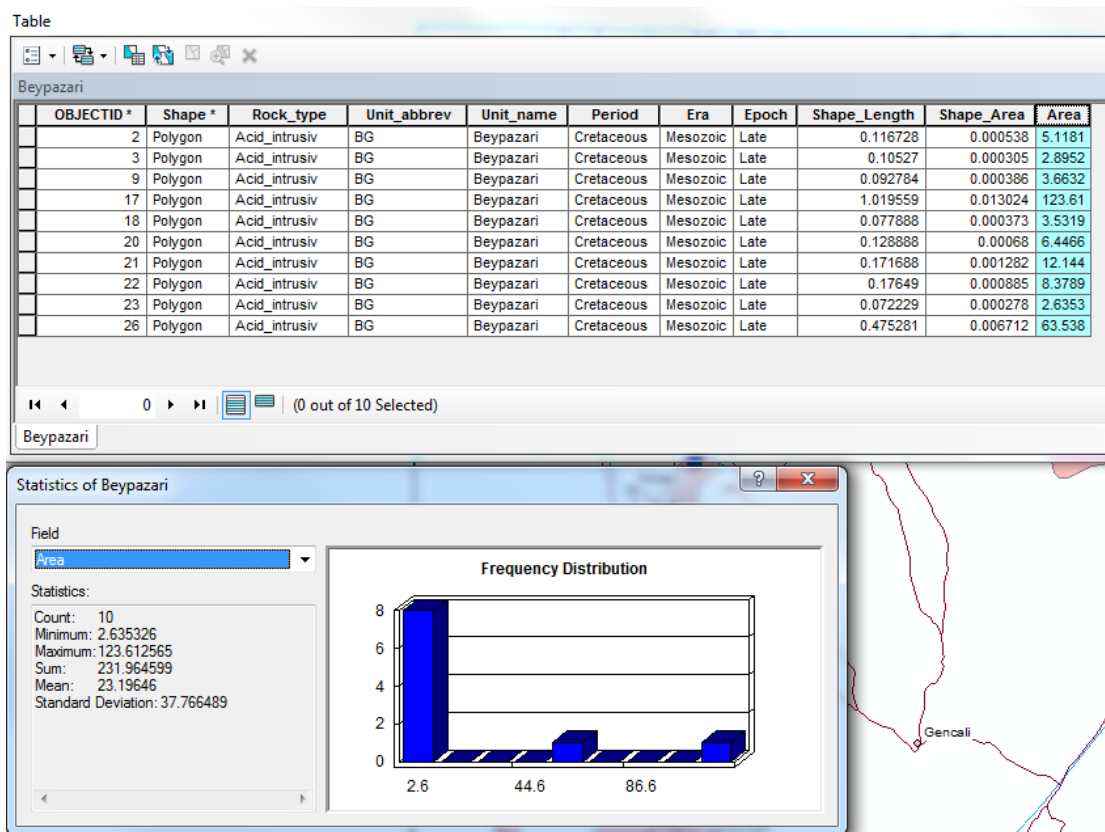 Table
Beypazari
OBJECTID * Shape * Rock_type Unit_abbrev Unit_name Period Era Epoch Shape_Length Shape_Area Area
2 Polygon Acid_intrusiv BG Beypazari Cretaceous Mesozoic Late 0.116728 0.000538 5.1181
3 Polygon Acid_intrusiv BG Beypazari Cretaceous Mesozoic Late 0.10527 0.000305 2.8952
9 Polygon Acid_intrusiv BG Beypazari Cretaceous Mesozoic Late 0.092784 0.000386 3.6632
17 Polygon Acid_intrusiv BG Beypazari Cretaceous Mesozoic Late 1.019559 0.013024 123.61
18 Polygon Acid_intrusiv BG Beypazari Cretaceous Mesozoic Late 0.077888 0.000373 3.5319
20 Polygon Acid_intrusiv BG Beypazari Cretaceous Mesozoic Late 0.128888 0.00068 6.4466
21 Polygon Acid_intrusiv BG Beypazari Cretaceous Mesozoic Late 0.171688 0.001282 12.144
22 Polygon Acid_intrusiv BG Beypazari Cretaceous Mesozoic Late 0.17649 0.000885 8.3789
23 Polygon Acid_intrusiv BG Beypazari Cretaceous Mesozoic Late 0.072229 0.000278 2.6353
26 Polygon Acid_intrusiv BG Beypazari Cretaceous Mesozoic Late 0.475281 0.006712 63.538
0 (0 out of 10 Selected)
Beypazari
Statistics of Beypazari
Field
Area
Statistics:
Count: 10
Minimum: 2.635326
Maximum: 123.612565
Sum: 231.964599
Mean: 23.19646
Standard Deviation: 37.766489
Frequency Distribution
8
6
4
2
0
2.6 44.6 86.6
Gencali